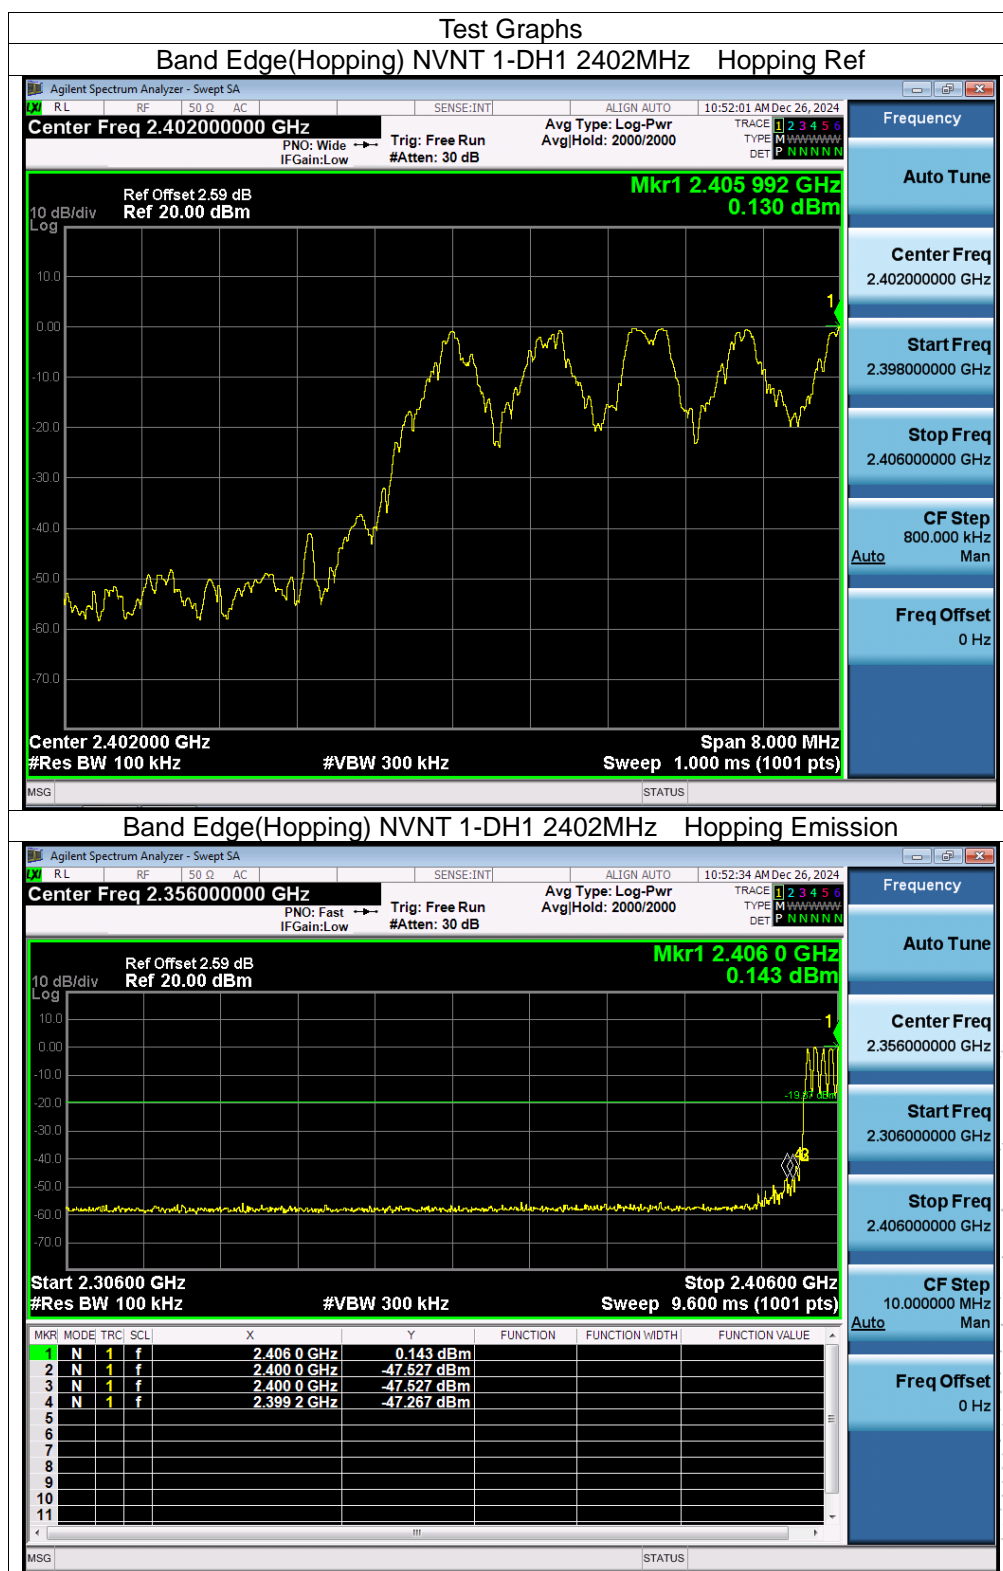 Test Graphs
Band Edge(Hopping) NVNT 1-DH1 2402MHz Hopping Ref
Agilent Spectrum Analyzer - Swept SA
LXI RL RF 50 Ω AC SENSE:INT ALIGN AUTO 10:52:01 AM Dec 26, 2024
Center Freq 2.402000000 GHz
PNO: Wide
IFGain:Low
Trig: Free Run
#Atten: 30 dB
Avg Type: Log-Pwr
Avg|Hold: 2000/2000
TRACE 1 2 3 4 5 6
TYPE M WWWWW
DET P N N N N N
Frequency
Auto Tune
Center Freq
2.402000000 GHz
Start Freq
2.398000000 GHz
Stop Freq
2.406000000 GHz
CF Step
800.000 kHz
Auto Man
Freq Offset
0 Hz
Mkr1 2.405 992 GHz
0.130 dBm
Ref Offset 2.59 dB
10 dB/div Ref 20.00 dBm
Log
10.0
1
0.00
-10.0
-20.0
-30.0
-40.0
-50.0
-60.0
-70.0
Center 2.402000 GHz Span 8.000 MHz
#Res BW 100 kHz #VBW 300 kHz Sweep 1.000 ms (1001 pts)
MSG STATUS
Band Edge(Hopping) NVNT 1-DH1 2402MHz Hopping Emission
Agilent Spectrum Analyzer - Swept SA
LXI RL RF 50 Ω AC SENSE:INT ALIGN AUTO 10:52:34 AM Dec 26, 2024
Center Freq 2.356000000 GHz
PNO: Fast
IFGain:Low
Trig: Free Run
#Atten: 30 dB
Avg Type: Log-Pwr
Avg|Hold: 2000/2000
TRACE 1 2 3 4 5 6
TYPE M WWWWW
DET P N N N N N
Frequency
Auto Tune
Center Freq
2.356000000 GHz
Start Freq
2.306000000 GHz
Stop Freq
2.406000000 GHz
CF Step
10.000000 MHz
Auto Man
Freq Offset
0 Hz
Mkr1 2.406 0 GHz
0.143 dBm
Ref Offset 2.59 dB
10 dB/div Ref 20.00 dBm
Log
10.0
1
0.00
-10.0
-19.87 dBm
-20.0
-30.0
-40.0
-50.0
-60.0
-70.0
Start 2.30600 GHz Stop 2.40600 GHz
#Res BW 100 kHz #VBW 300 kHz Sweep 9.600 ms (1001 pts)
MKR MODE TRC SCL X Y FUNCTION FUNCTION WIDTH FUNCTION VALUE
1 N 1 f 2.406 0 GHz 0.143 dBm
2 N 1 f 2.400 0 GHz -47.527 dBm
3 N 1 f 2.400 0 GHz -47.527 dBm
4 N 1 f 2.399 2 GHz -47.267 dBm
5
6
7
8
9
10
11
MSG STATUS